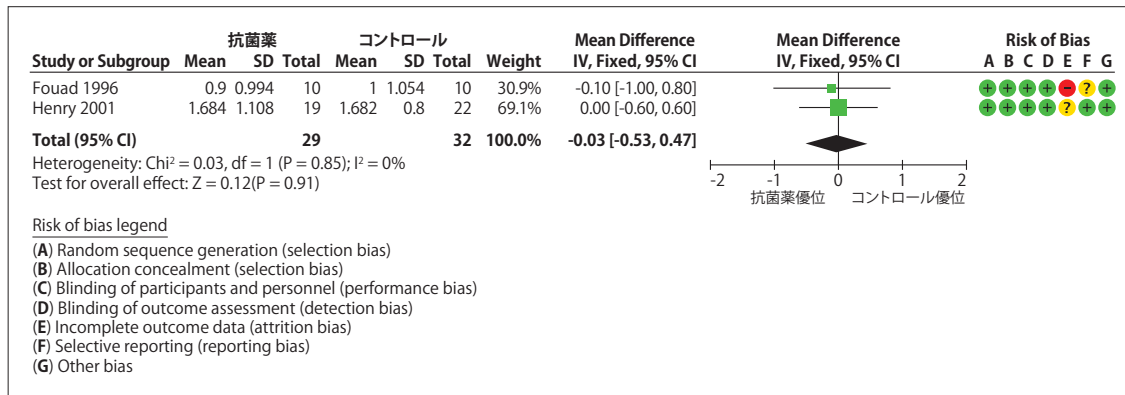 抗菌薬 コントロール Mean Difference Mean Difference Risk of Bias
Study or Subgroup Mean SD Total Mean SD Total Weight IV, Fixed, 95% CI IV, Fixed, 95% CI A B C D E F G
Fouad 1996 0.9 0.994 10 1 1.054 10 30.9% -0.10 [-1.00, 0.80] + + + + − ? +
Henry 2001 1.684 1.108 19 1.682 0.8 22 69.1% 0.00 [-0.60, 0.60] + + + + ? + +
Total (95% CI) 29 32 100.0% -0.03 [-0.53, 0.47]
Heterogeneity: Chi² = 0.03, df = 1 (P = 0.85); I² = 0%
Test for overall effect: Z = 0.12(P = 0.91)
-2 -1 0 1 2
抗菌薬優位 コントロール優位
Risk of bias legend
(A) Random sequence generation (selection bias)
(B) Allocation concealment (selection bias)
(C) Blinding of participants and personnel (performance bias)
(D) Blinding of outcome assessment (detection bias)
(E) Incomplete outcome data (attrition bias)
(F) Selective reporting (reporting bias)
(G) Other bias